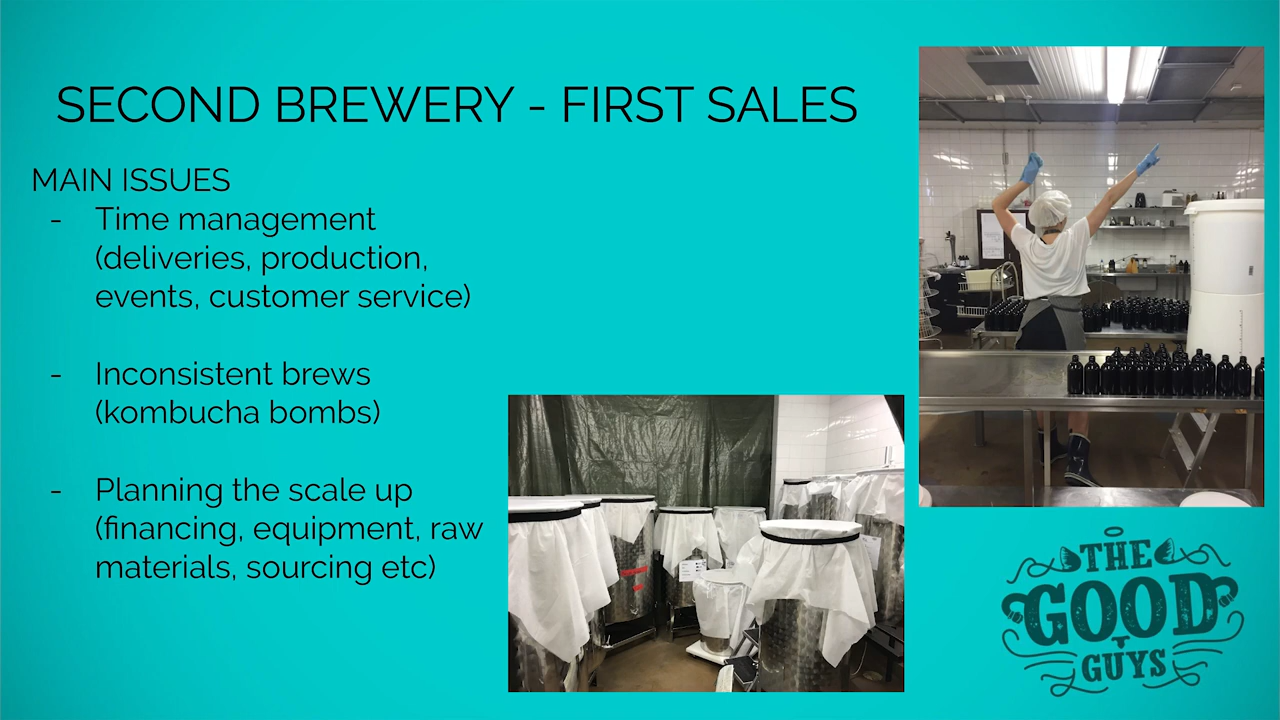 SECOND BREWERY - FIRST SALES
MAIN ISSUES
- Time management
(deliveries, production,
events, customer service)
- Inconsistent brews
(kombucha bombs)
- Planning the scale up
(financing, equipment, raw
materials, sourcing etc)
THE
GOOD
GUYS